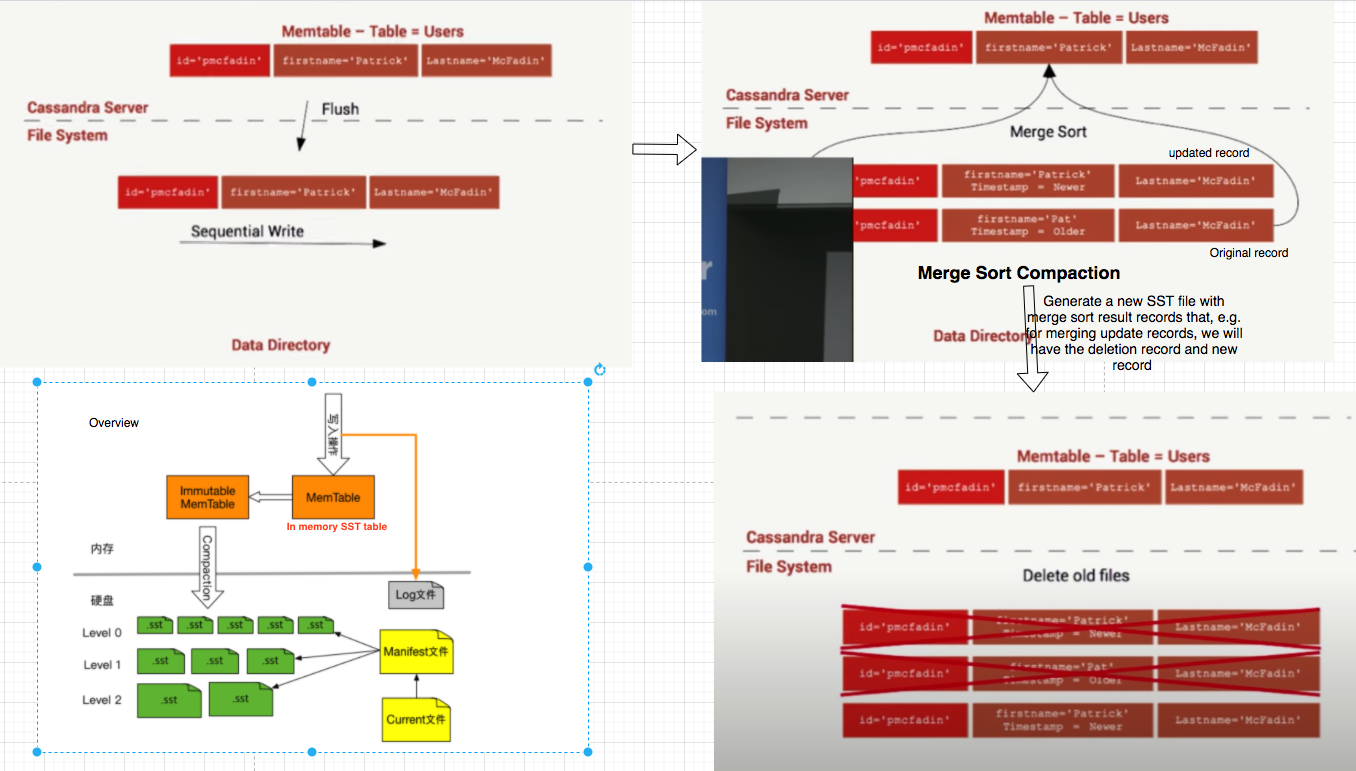 Memtable – Table = Users
id='pmcfadin' firstname='Patrick' Lastname='McFadin'
Cassandra Server
Flush
File System
id='pmcfadin' firstname='Patrick' Lastname='McFadin'
Sequential Write
Data Directory
Memtable – Table = Users
id='pmcfadin' firstname='Patrick' Lastname='McFadin'
Cassandra Server
File System
Merge Sort
updated record
'pmcfadin' firstname='Patrick' Lastname='McFadin'
Timestamp = Newer
'pmcfadin' firstname='Pat' Lastname='McFadin'
Timestamp = Older
Original record
r
om
Merge Sort Compaction
Generate a new SST file with
merge sort result records that, e.g.
for merging update records, we will
have the deletion record and new
record
Data Directory
Overview
写入操作
Immutable
MemTable
MemTable
In memory SST table
Compaction
内存
硬盘
Log文件
Level 0 .sst .sst .sst .sst .sst
Level 1 .sst .sst .sst
Level 2 .sst .sst
Manifest文件
Current文件
Memtable – Table = Users
id='pmcfadin' firstname='Patrick' Lastname='McFadin'
Cassandra Server
File System
Delete old files
id='pmcfadin' firstname='Patrick' Lastname='McFadin'
Timestamp = Newer
id='pmcfadin' firstname='Pat' Lastname='McFadin'
Timestamp = Older
id='pmcfadin' firstname='Patrick' Lastname='McFadin'
Timestamp = Newer